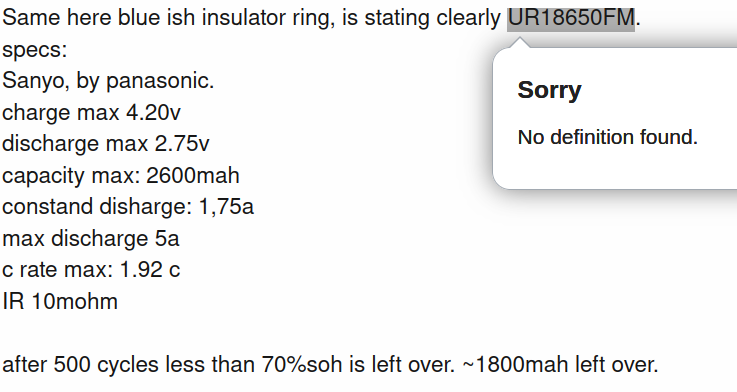 Same here blue ish insulator ring, is stating clearly UR18650FM.
specs:
Sanyo, by panasonic.
charge max 4.20v
discharge max 2.75v
capacity max: 2600mah
constand disharge: 1,75a
max discharge 5a
c rate max: 1.92 c
IR 10mohm
after 500 cycles less than 70%soh is left over. ~1800mah left over.
Sorry
No definition found.